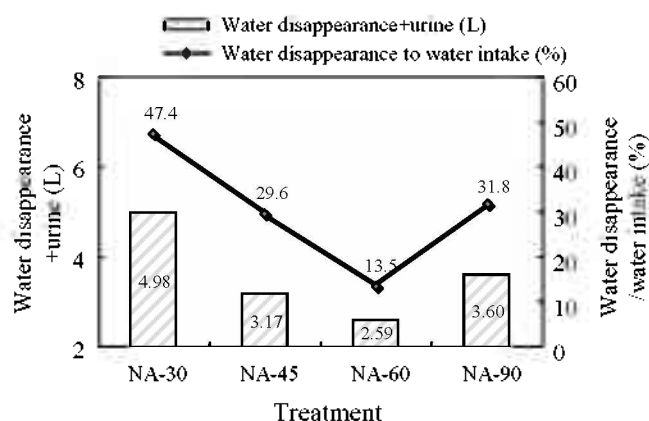 Water disappearance+urine (L)
Water disappearance to water intake (%)
Water disappearance
+urine (L)
8
6
4
2
60
50
40
30
20
10
0
Water disappearance
/water intake (%)
47.4
29.6
13.5
31.8
4.98
3.17
2.59
3.60
NA-30
NA-45
NA-60
NA-90
Treatment